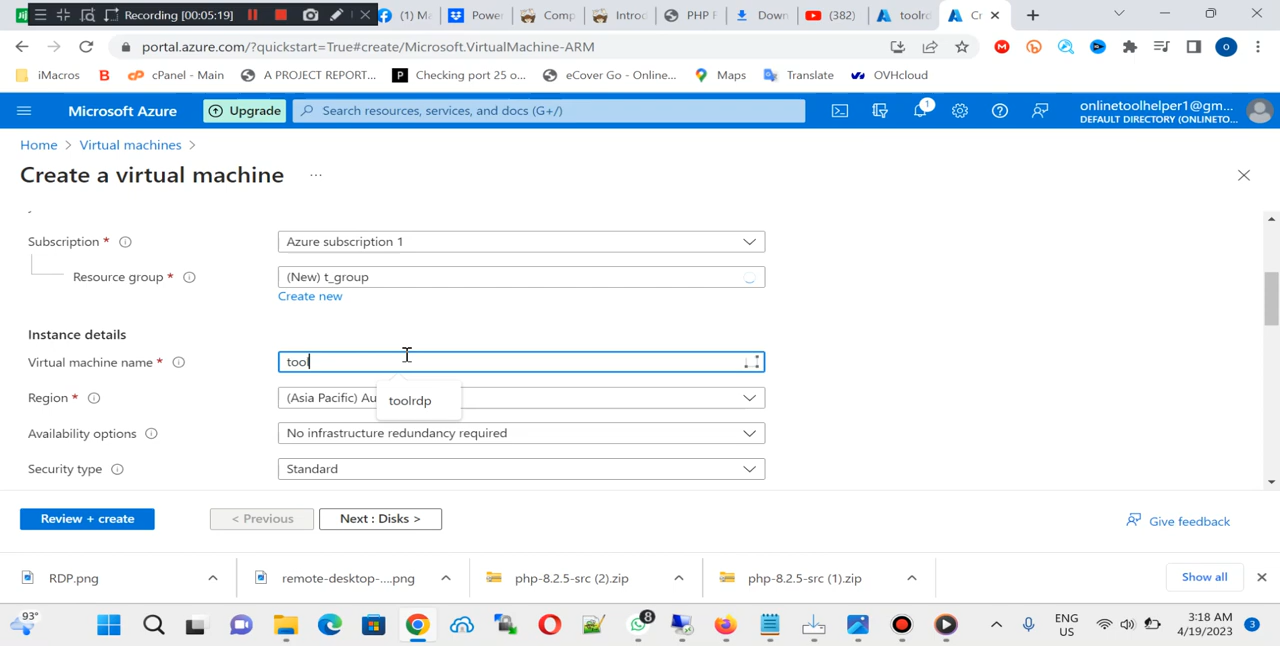 Recording [00:05:19]
(1) M
Power
Comp
Introd
PHP F
Down
(382)
toolrd
Cr
portal.azure.com/?quickstart=True#create/Microsoft.VirtualMachine-ARM
iMacros
B
cPanel - Main
A PROJECT REPORT...
Checking port 25 o...
eCover Go - Online...
Maps
Translate
OVHcloud
Microsoft Azure
Upgrade
Search resources, services, and docs (G+/)
1
onlinetoolhelper1@gm...
DEFAULT DIRECTORY (ONLINETO...
Home > Virtual machines >
Create a virtual machine ...
Subscription *
Azure subscription 1
Resource group *
(New) t_group
Create new
Instance details
Virtual machine name *
tool
toolrdp
Region *
(Asia Pacific) Au
Availability options
No infrastructure redundancy required
Security type
Standard
Review + create
< Previous
Next : Disks >
Give feedback
RDP.png
remote-desktop-....png
php-8.2.5-src (2).zip
php-8.2.5-src (1).zip
Show all
93°
8
ENG
US
3:18 AM
4/19/2023
3